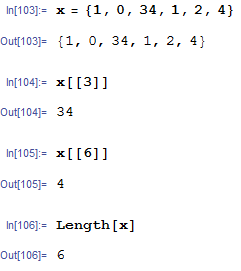 In[103]:= x = {1, 0, 34, 1, 2, 4}
Out[103]= {1, 0, 34, 1, 2, 4}
In[104]:= x[[3]]
Out[104]= 34
In[105]:= x[[6]]
Out[105]= 4
In[106]:= Length[x]
Out[106]= 6